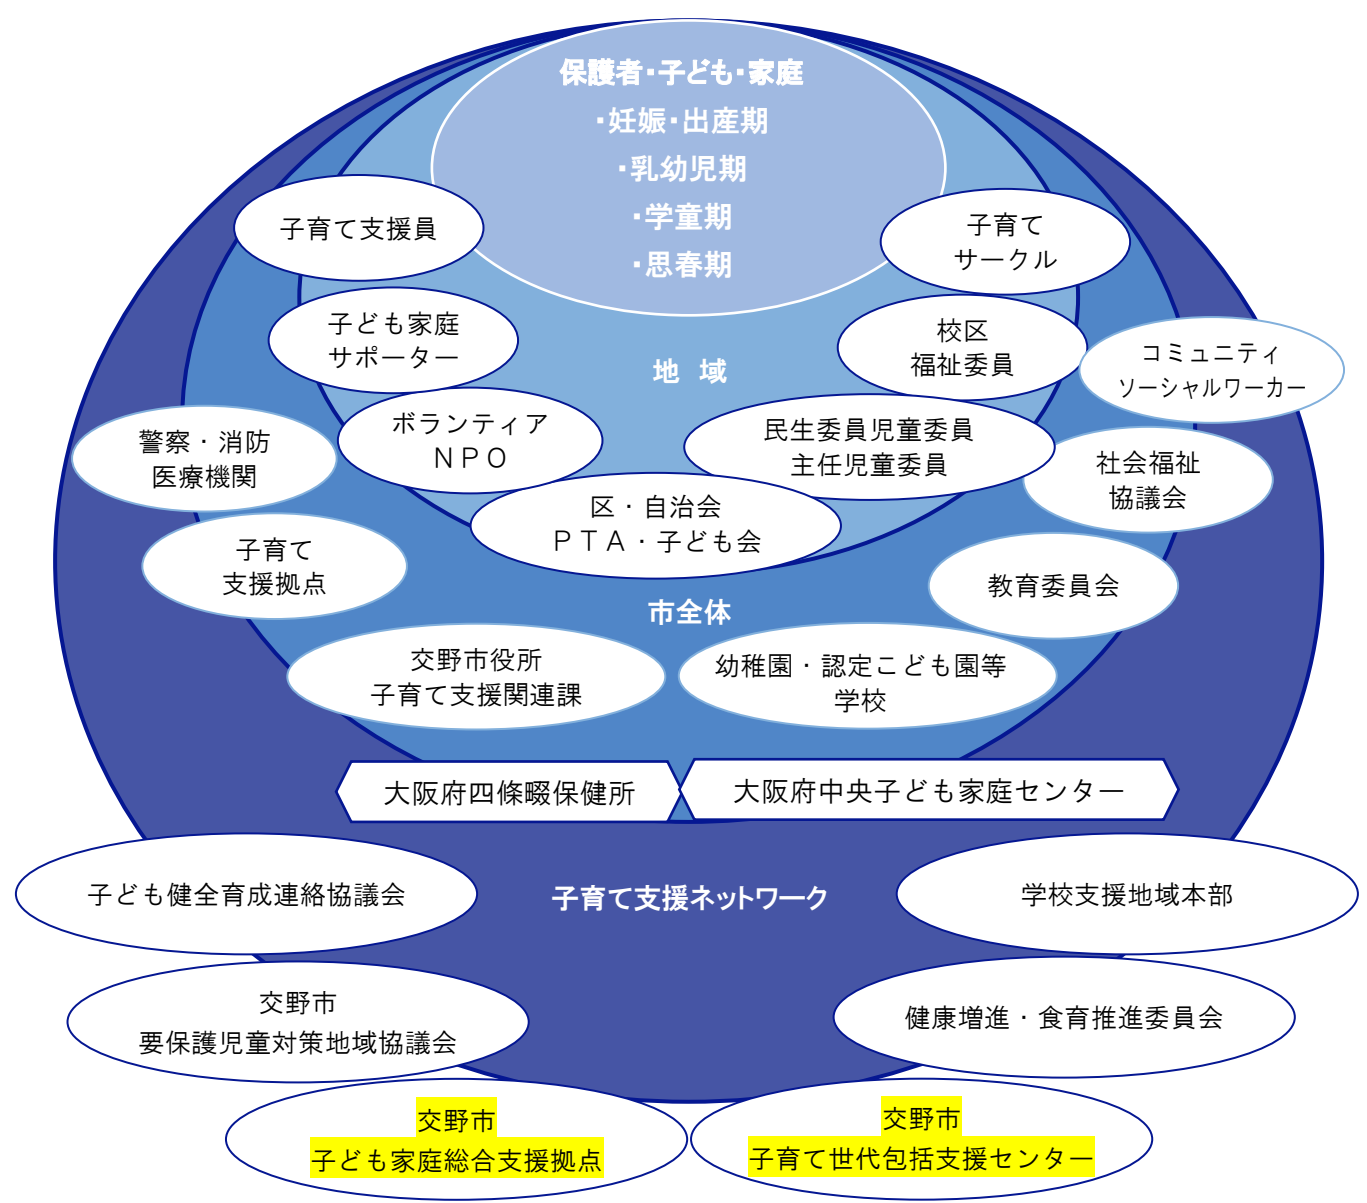 保護者・子ども・家庭
・妊娠・出産期
・乳幼児期
・学童期
・思春期
子育て支援員
子育て
サークル
子ども家庭
サポーター
地 域
校区
福祉委員
コミュニティ
ソーシャルワーカー
ボランティア
ＮＰＯ
民生委員児童委員
主任児童委員
警察・消防
医療機関
社会福祉
協議会
区・自治会
ＰＴＡ・子ども会
子育て
支援拠点
教育委員会
市全体
交野市役所
子育て支援関連課
幼稚園・認定こども園等
学校
大阪府四條畷保健所
大阪府中央子ども家庭センター
子ども健全育成連絡協議会
子育て支援ネットワーク
学校支援地域本部
交野市
要保護児童対策地域協議会
健康増進・食育推進委員会
交野市
子ども家庭総合支援拠点
交野市
子育て世代包括支援センター